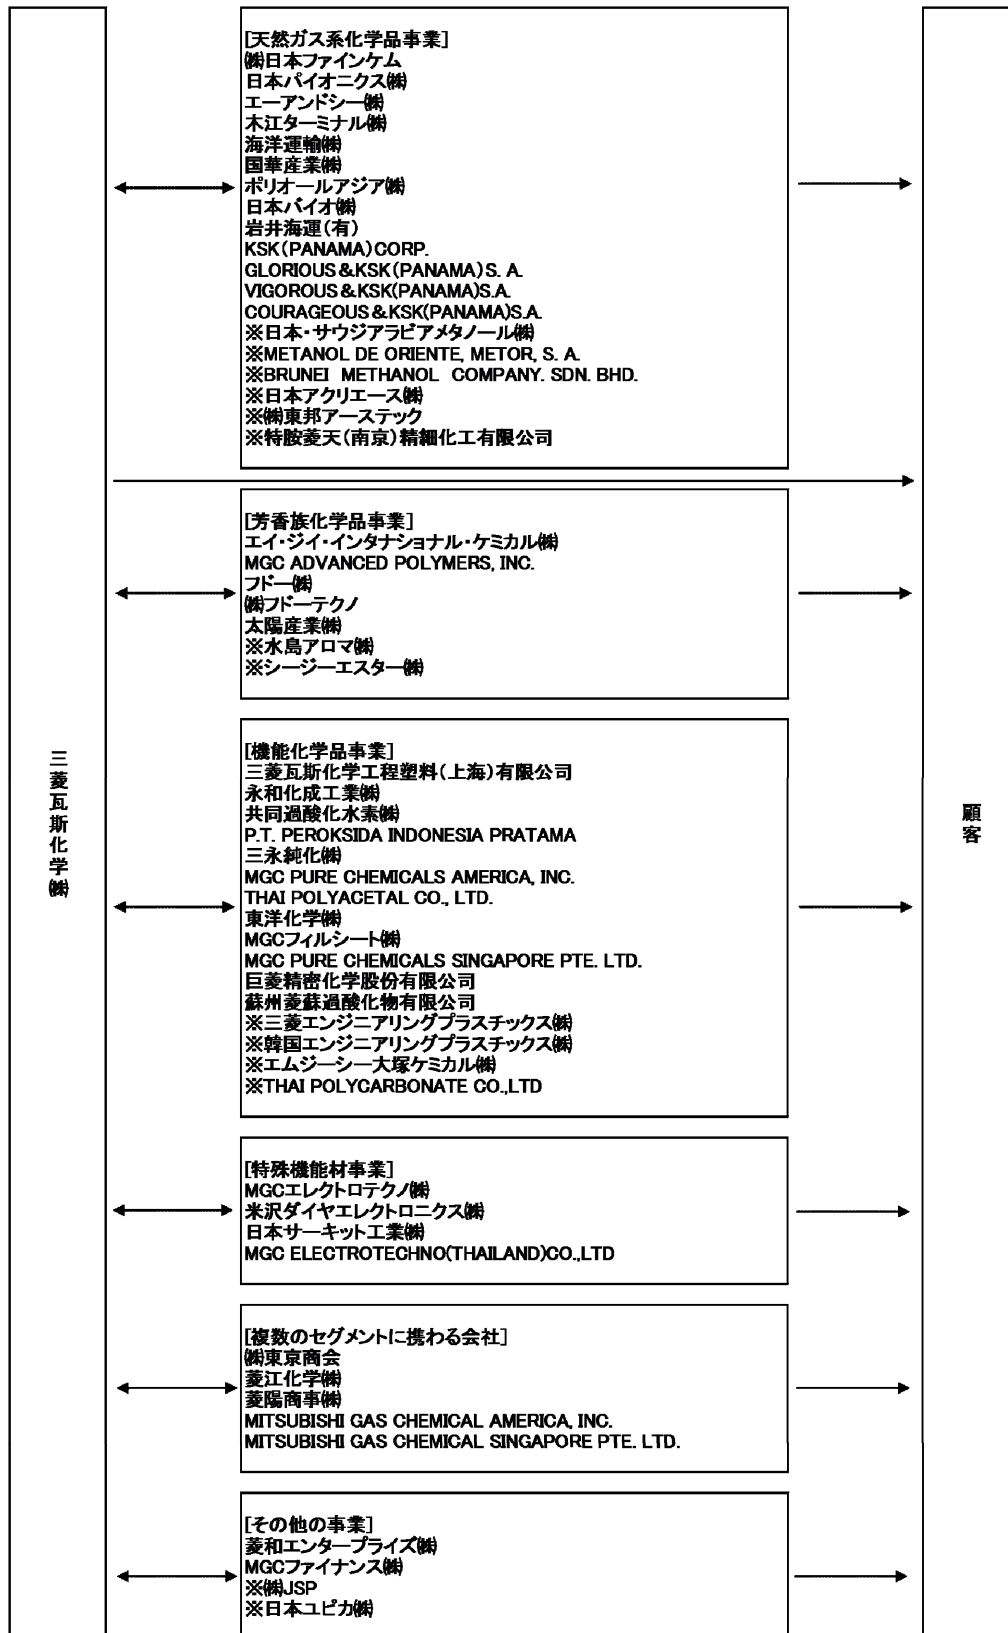 三菱瓦斯化学㈱
[天然ガス系化学品事業]
㈱日本ファインケム
日本パイオニクス㈱
エーアンドシー㈱
木江ターミナル㈱
海洋運輸㈱
国華産業㈱
ポリオールアジア㈱
日本バイオ㈱
岩井海運(有)
KSK(PANAMA)CORP.
GLORIOUS&KSK(PANAMA)S. A.
VIGOROUS&KSK(PANAMA)S.A.
COURAGEOUS&KSK(PANAMA)S.A.
※日本・サウジアラビアメタノール㈱
※METANOL DE ORIENTE, METOR, S. A.
※BRUNEI METHANOL COMPANY. SDN. BHD.
※日本アクリエース㈱
※㈱東邦アーステック
※特胺菱天(南京)精細化工有限公司
[芳香族化学品事業]
エイ・ジイ・インタナショナル・ケミカル㈱
MGC ADVANCED POLYMERS, INC.
フドー㈱
㈱フドーテクノ
太陽産業㈱
※水島アロマ㈱
※シージーエスター㈱
[機能化学品事業]
三菱瓦斯化学工程塑料(上海)有限公司
永和化成工業㈱
共同過酸化水素㈱
P.T. PEROKSIDA INDONESIA PRATAMA
三永純化㈱
MGC PURE CHEMICALS AMERICA, INC.
THAI POLYACETAL CO., LTD.
東洋化学㈱
MGCフィルシート㈱
MGC PURE CHEMICALS SINGAPORE PTE. LTD.
巨菱精密化学股份有限公司
蘇州菱蘇過酸化物有限公司
※三菱エンジニアリングプラスチックス㈱
※韓国エンジニアリングプラスチックス㈱
※エムジーシー大塚ケミカル㈱
※THAI POLYCARBONATE CO.,LTD
[特殊機能材事業]
MGCエレクトロテクノ㈱
米沢ダイヤエレクトロニクス㈱
日本サーキット工業㈱
MGC ELECTROTECHNO(THAILAND)CO.,LTD
[複数のセグメントに携わる会社]
㈱東京商会
菱江化学㈱
菱陽商事㈱
MITSUBISHI GAS CHEMICAL AMERICA, INC.
MITSUBISHI GAS CHEMICAL SINGAPORE PTE. LTD.
[その他の事業]
菱和エンタープライズ㈱
MGCファイナンス㈱
※㈱JSP
※日本ユピカ㈱
顧客